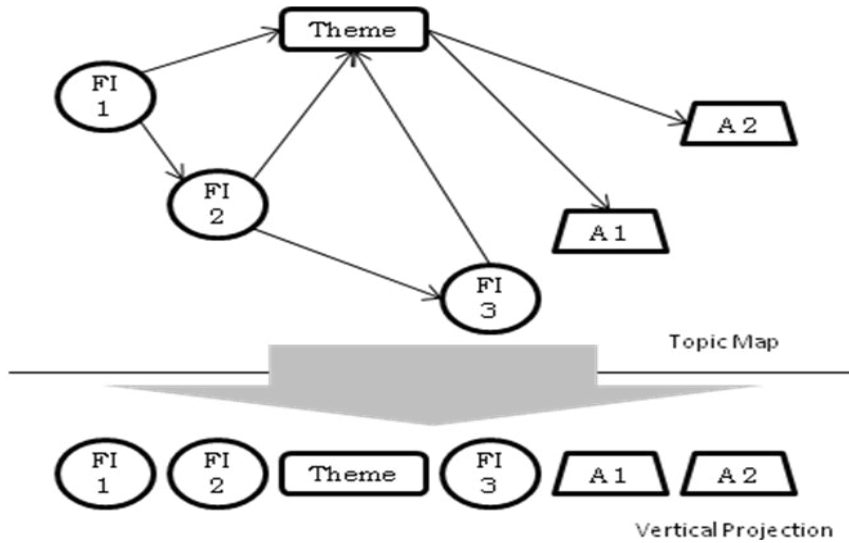 Theme
FI
1
A 2
FI
2
A 1
FI
3
Topic Map
FI
1
FI
2
Theme
FI
3
A 1
A 2
Vertical Projection